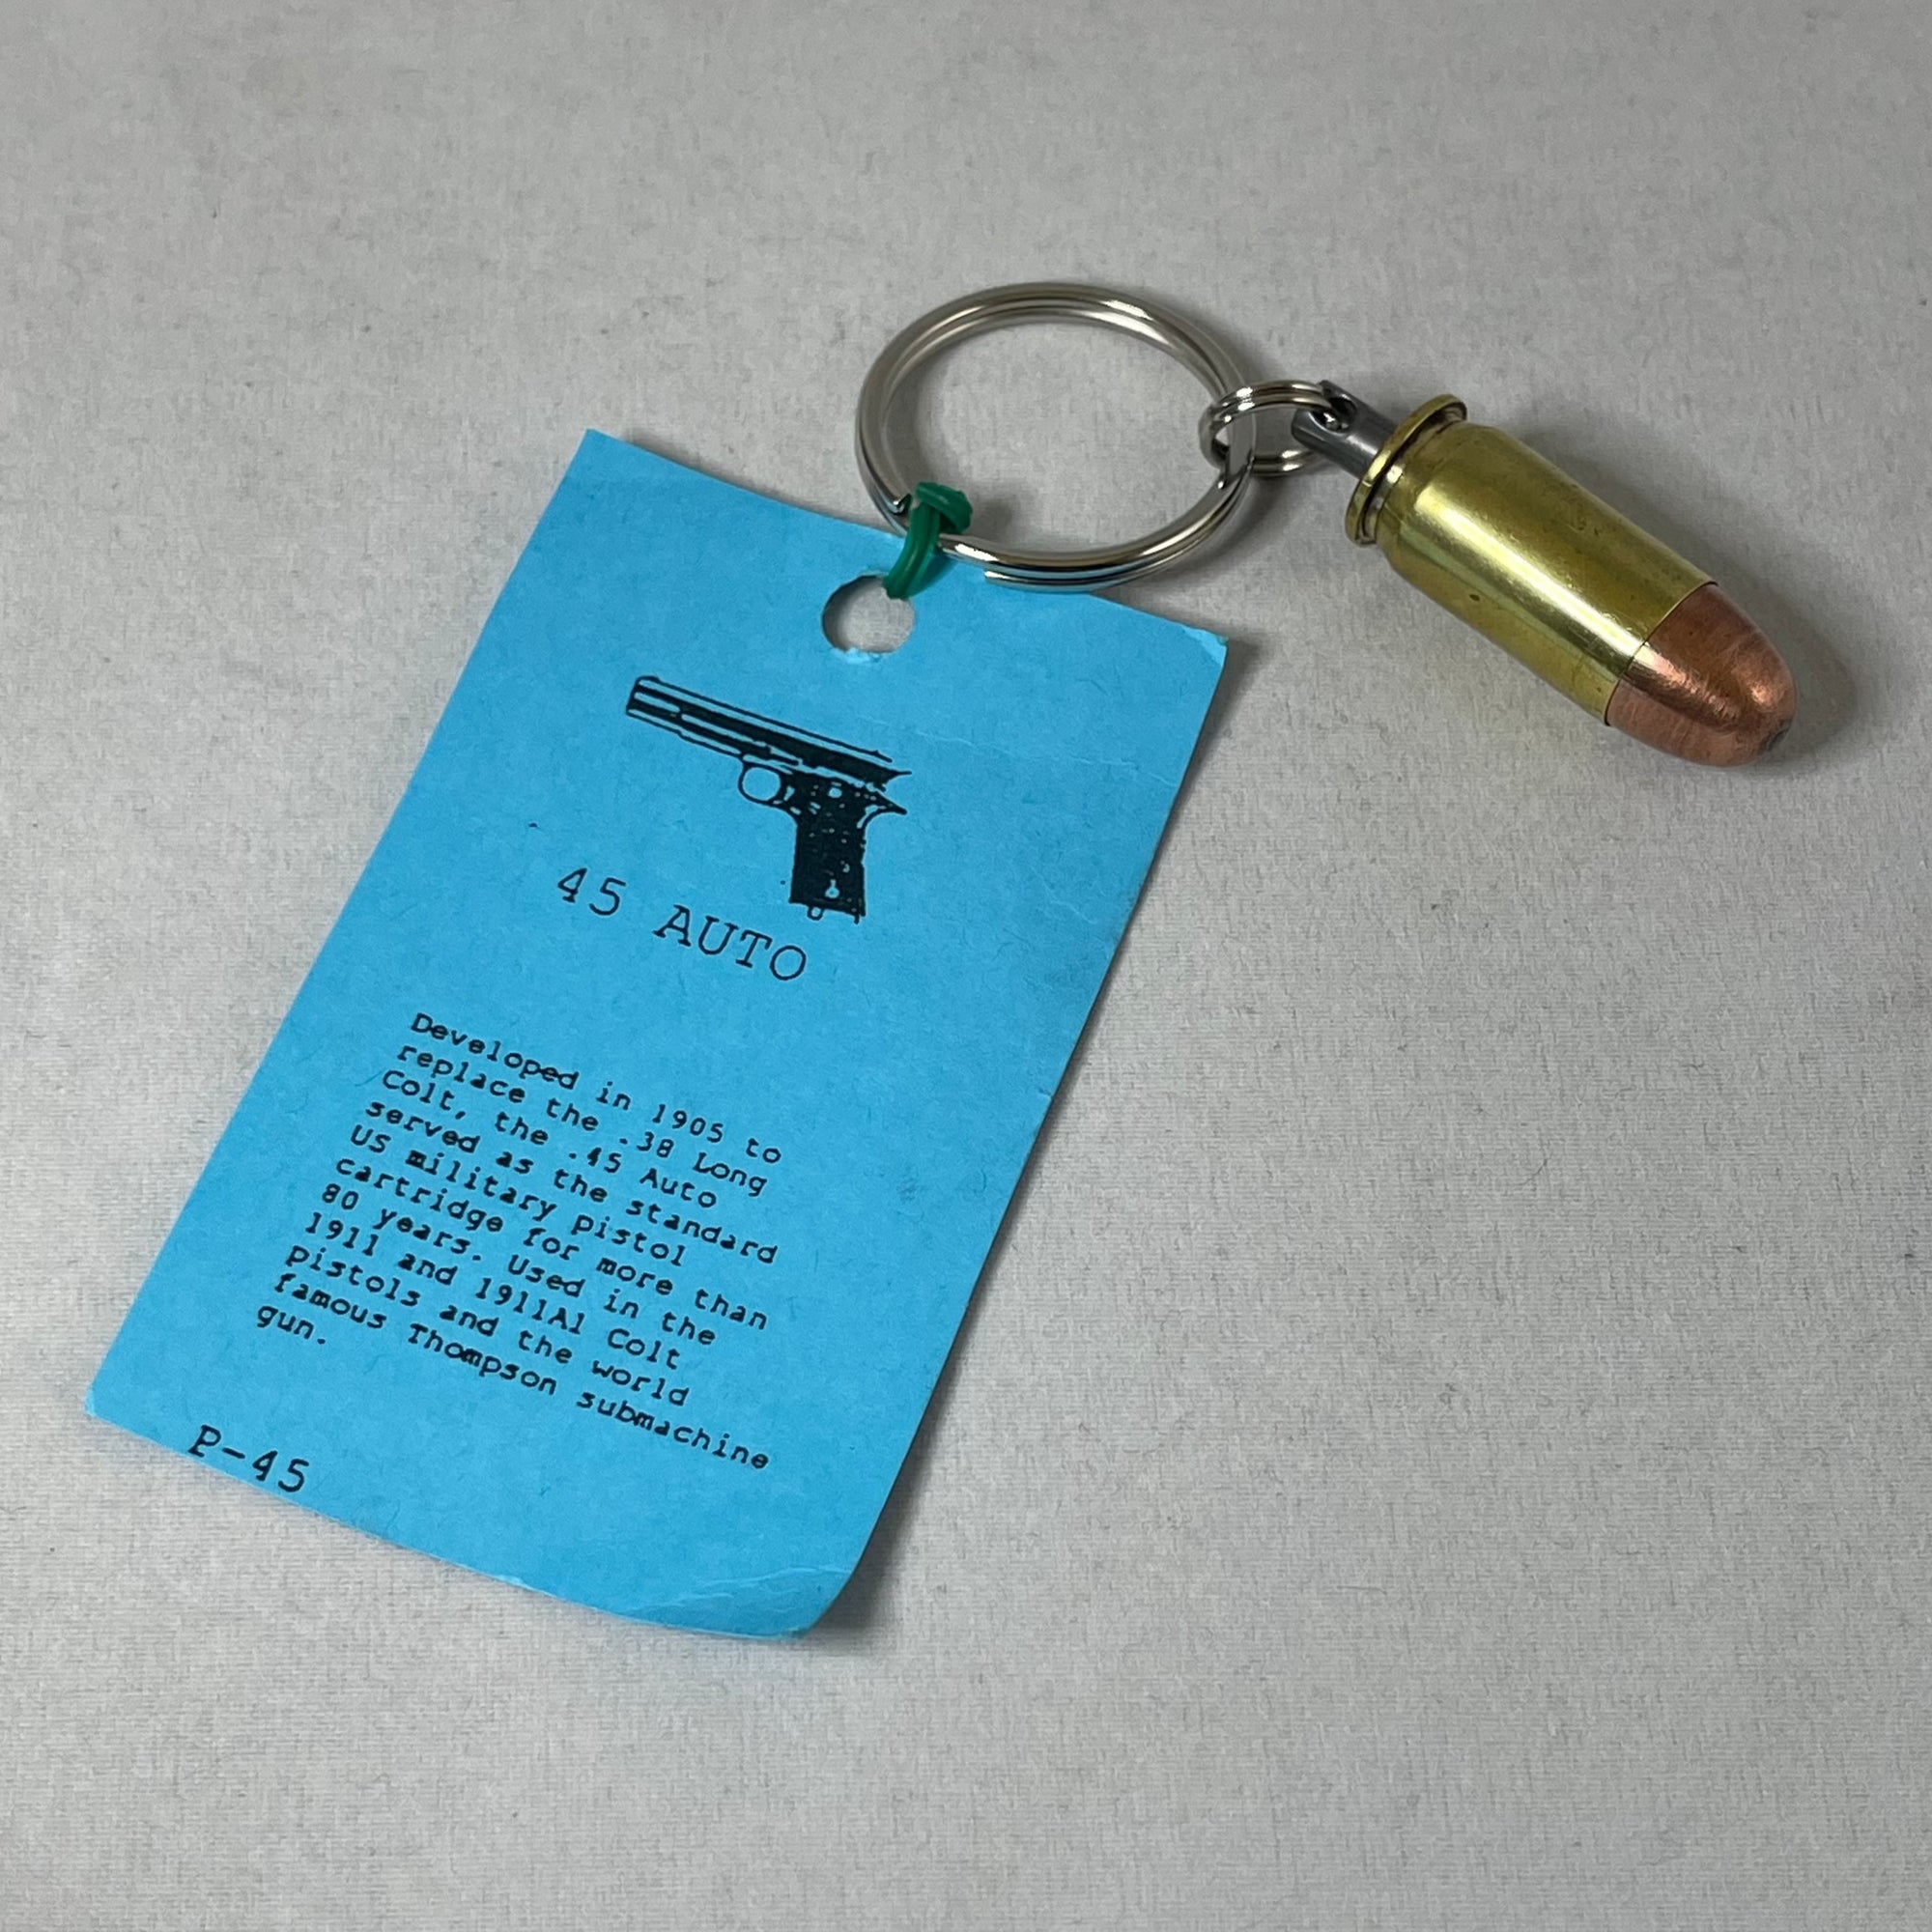 45 AUTO
Developed in 1905 to
replace the .38 Long
Colt, the .45 Auto
served as the standard
US military pistol
cartridge for more than
80 years. Used in the
1911 and 1911A1 Colt
pistols and the world
famous Thompson submachine
gun.
P-45